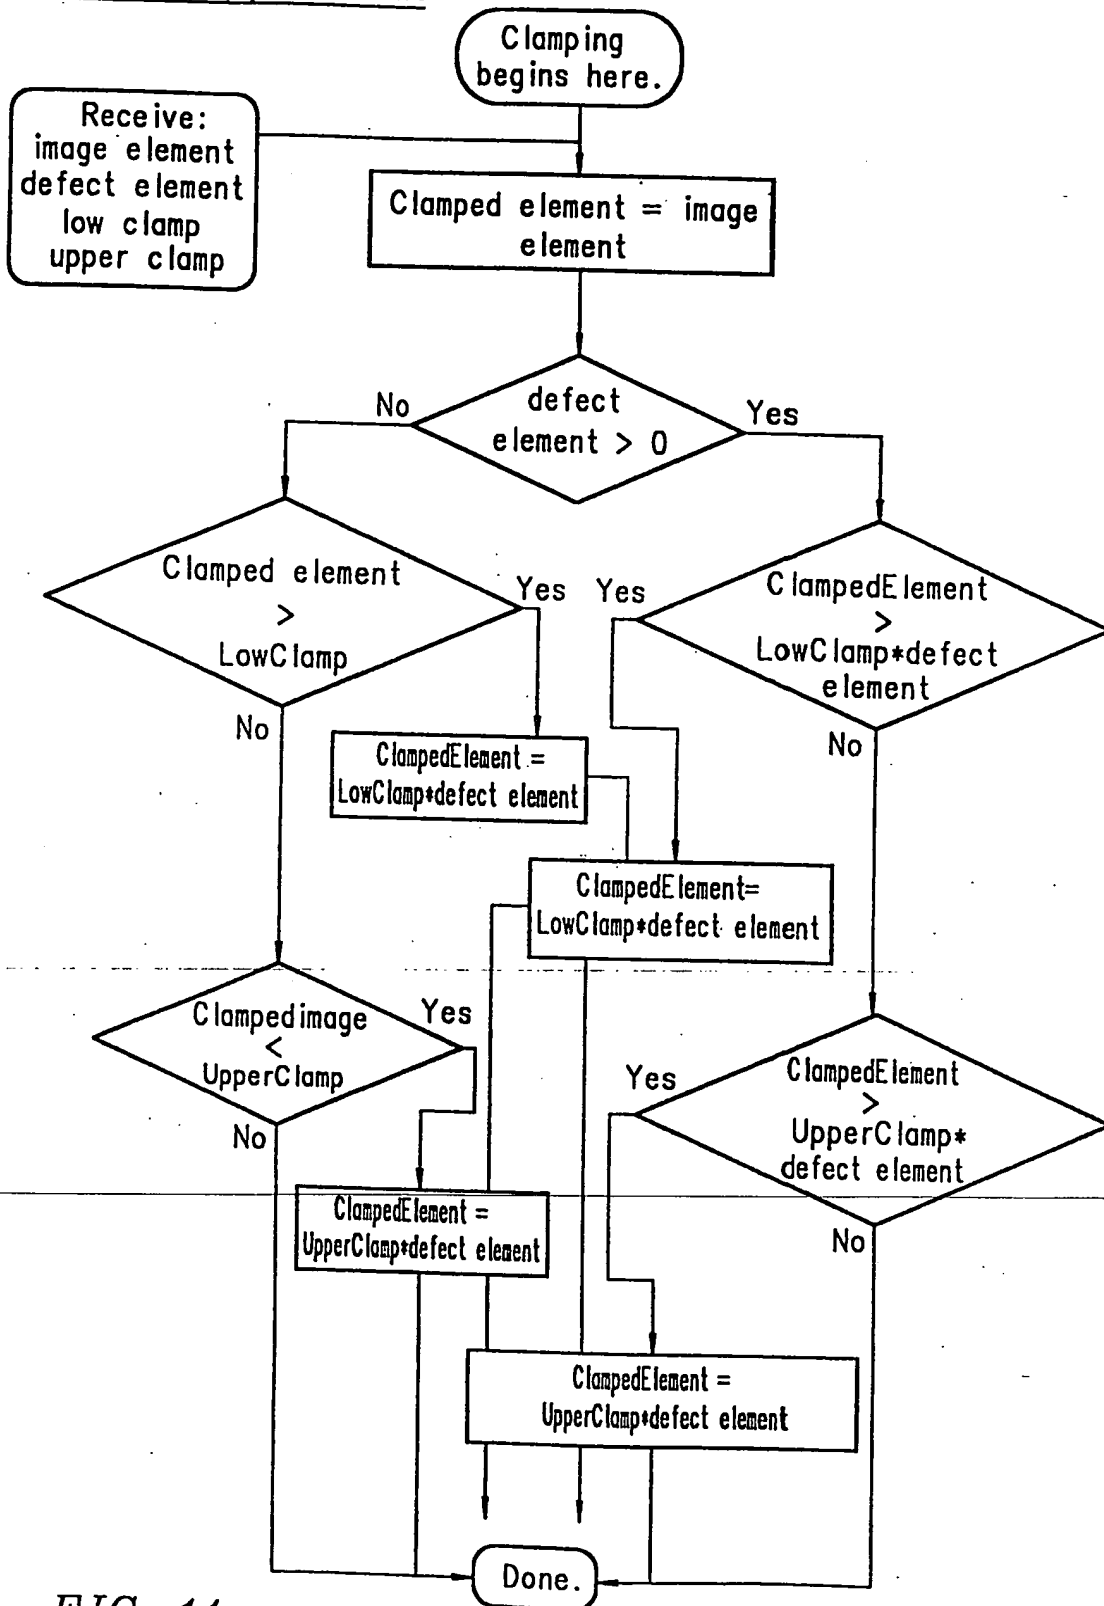 Clamping
begins here.
Receive:
image element
defect element
low clamp
upper clamp
Clamped element = image
element
No
defect
element > 0
Yes
Clamped element
>
LowClamp
Yes
Yes
ClampedElement
>
LowClamp*defect
element
No
No
ClampedElement =
LowClamp*defect element
ClampedElement=
LowClamp*defect element
Clampedimage
<
UpperClamp
Yes
Yes
ClampedElement
>
UpperClamp*
defect element
No
No
ClampedElement =
UpperClamp*defect element
ClampedElement =
UpperClamp*defect element
Done.